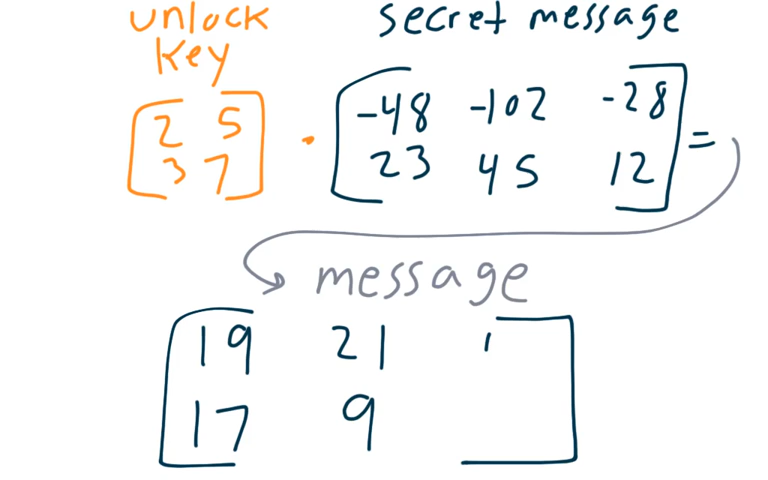 unlock key
secret message
[2 5
3 7]
·
[-48 -102 -28
23 45 12]
=
message
[19 21
17 9 ]